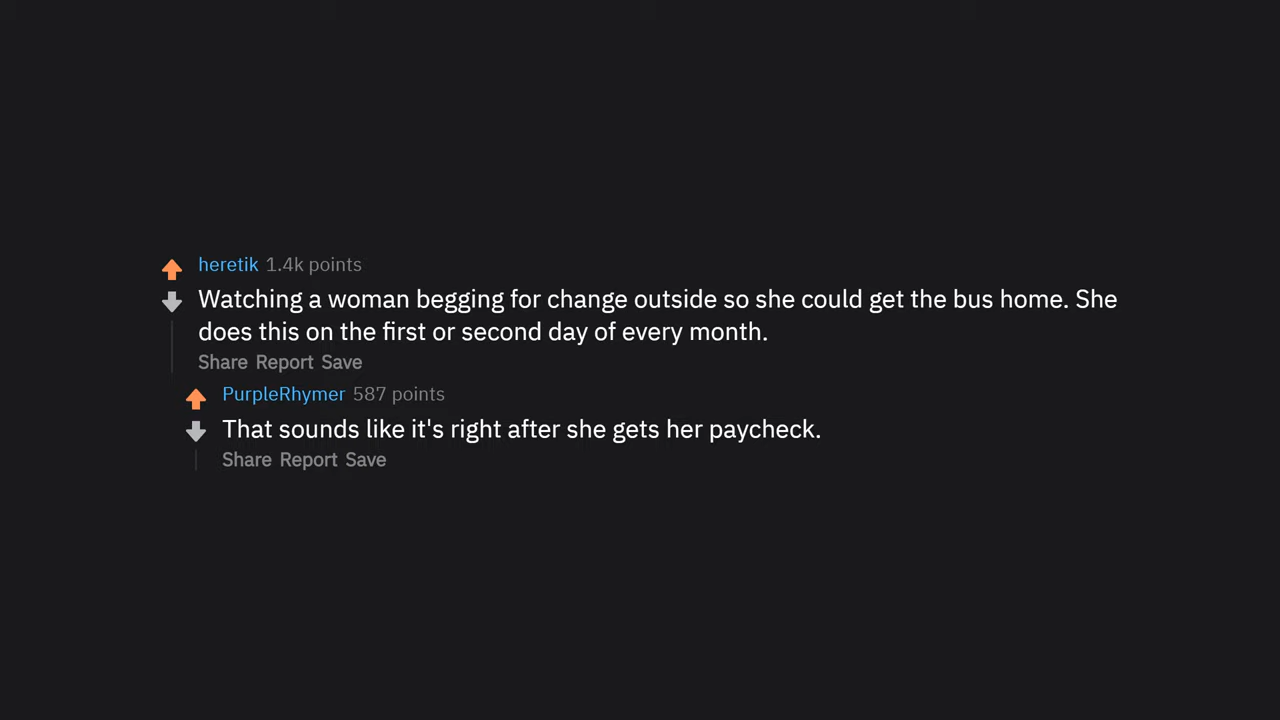 heretik 1.4k points
Watching a woman begging for change outside so she could get the bus home. She
does this on the first or second day of every month.
Share Report Save
PurpleRhymer 587 points
That sounds like it's right after she gets her paycheck.
Share Report Save